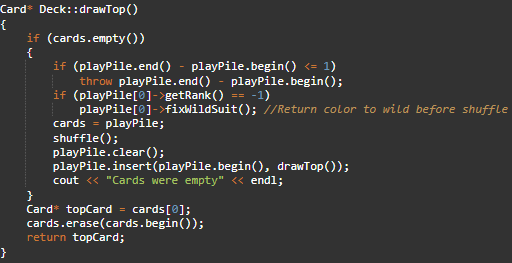 Card* Deck::drawTop()
{
    if (cards.empty())
    {
        if (playPile.end() - playPile.begin() <= 1)
            throw playPile.end() - playPile.begin();
        if (playPile[0]->getRank() == -1)
            playPile[0]->fixWildSuit(); //Return color to wild before shuffle
        cards = playPile;
        shuffle();
        playPile.clear();
        playPile.insert(playPile.begin(), drawTop());
        cout << "Cards were empty" << endl;
    }
    Card* topCard = cards[0];
    cards.erase(cards.begin());
    return topCard;
}